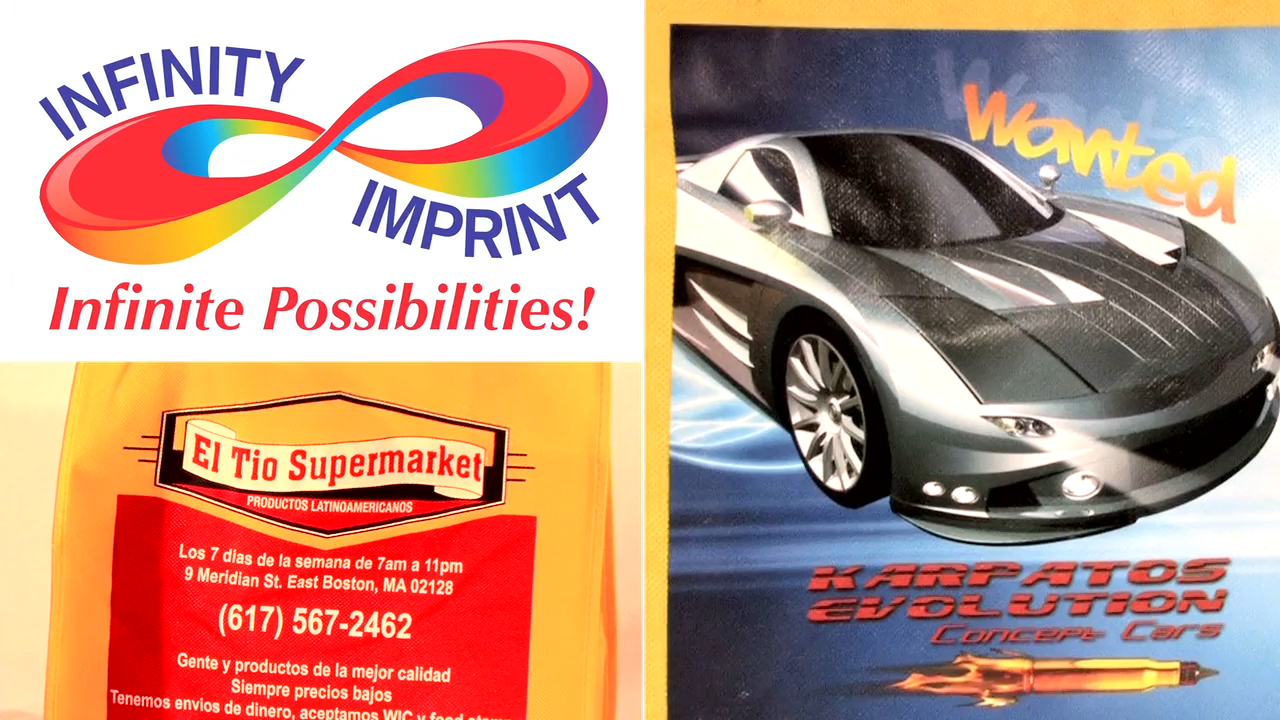 INFINITY
IMPRINT
Infinite Possibilities!
El Tio Supermarket
PRODUCTOS LATINOAMERICANOS
Los 7 días de la semana de 7am a 11pm
9 Meridian St. East Boston, MA 02128
(617) 567-2462
Gente y productos de la mejor calidad
Siempre precios bajos
Tenemos envios de dinero, aceptamos WIC y food
Wanted
KARPATOS
EVOLUTION
Concept Cars